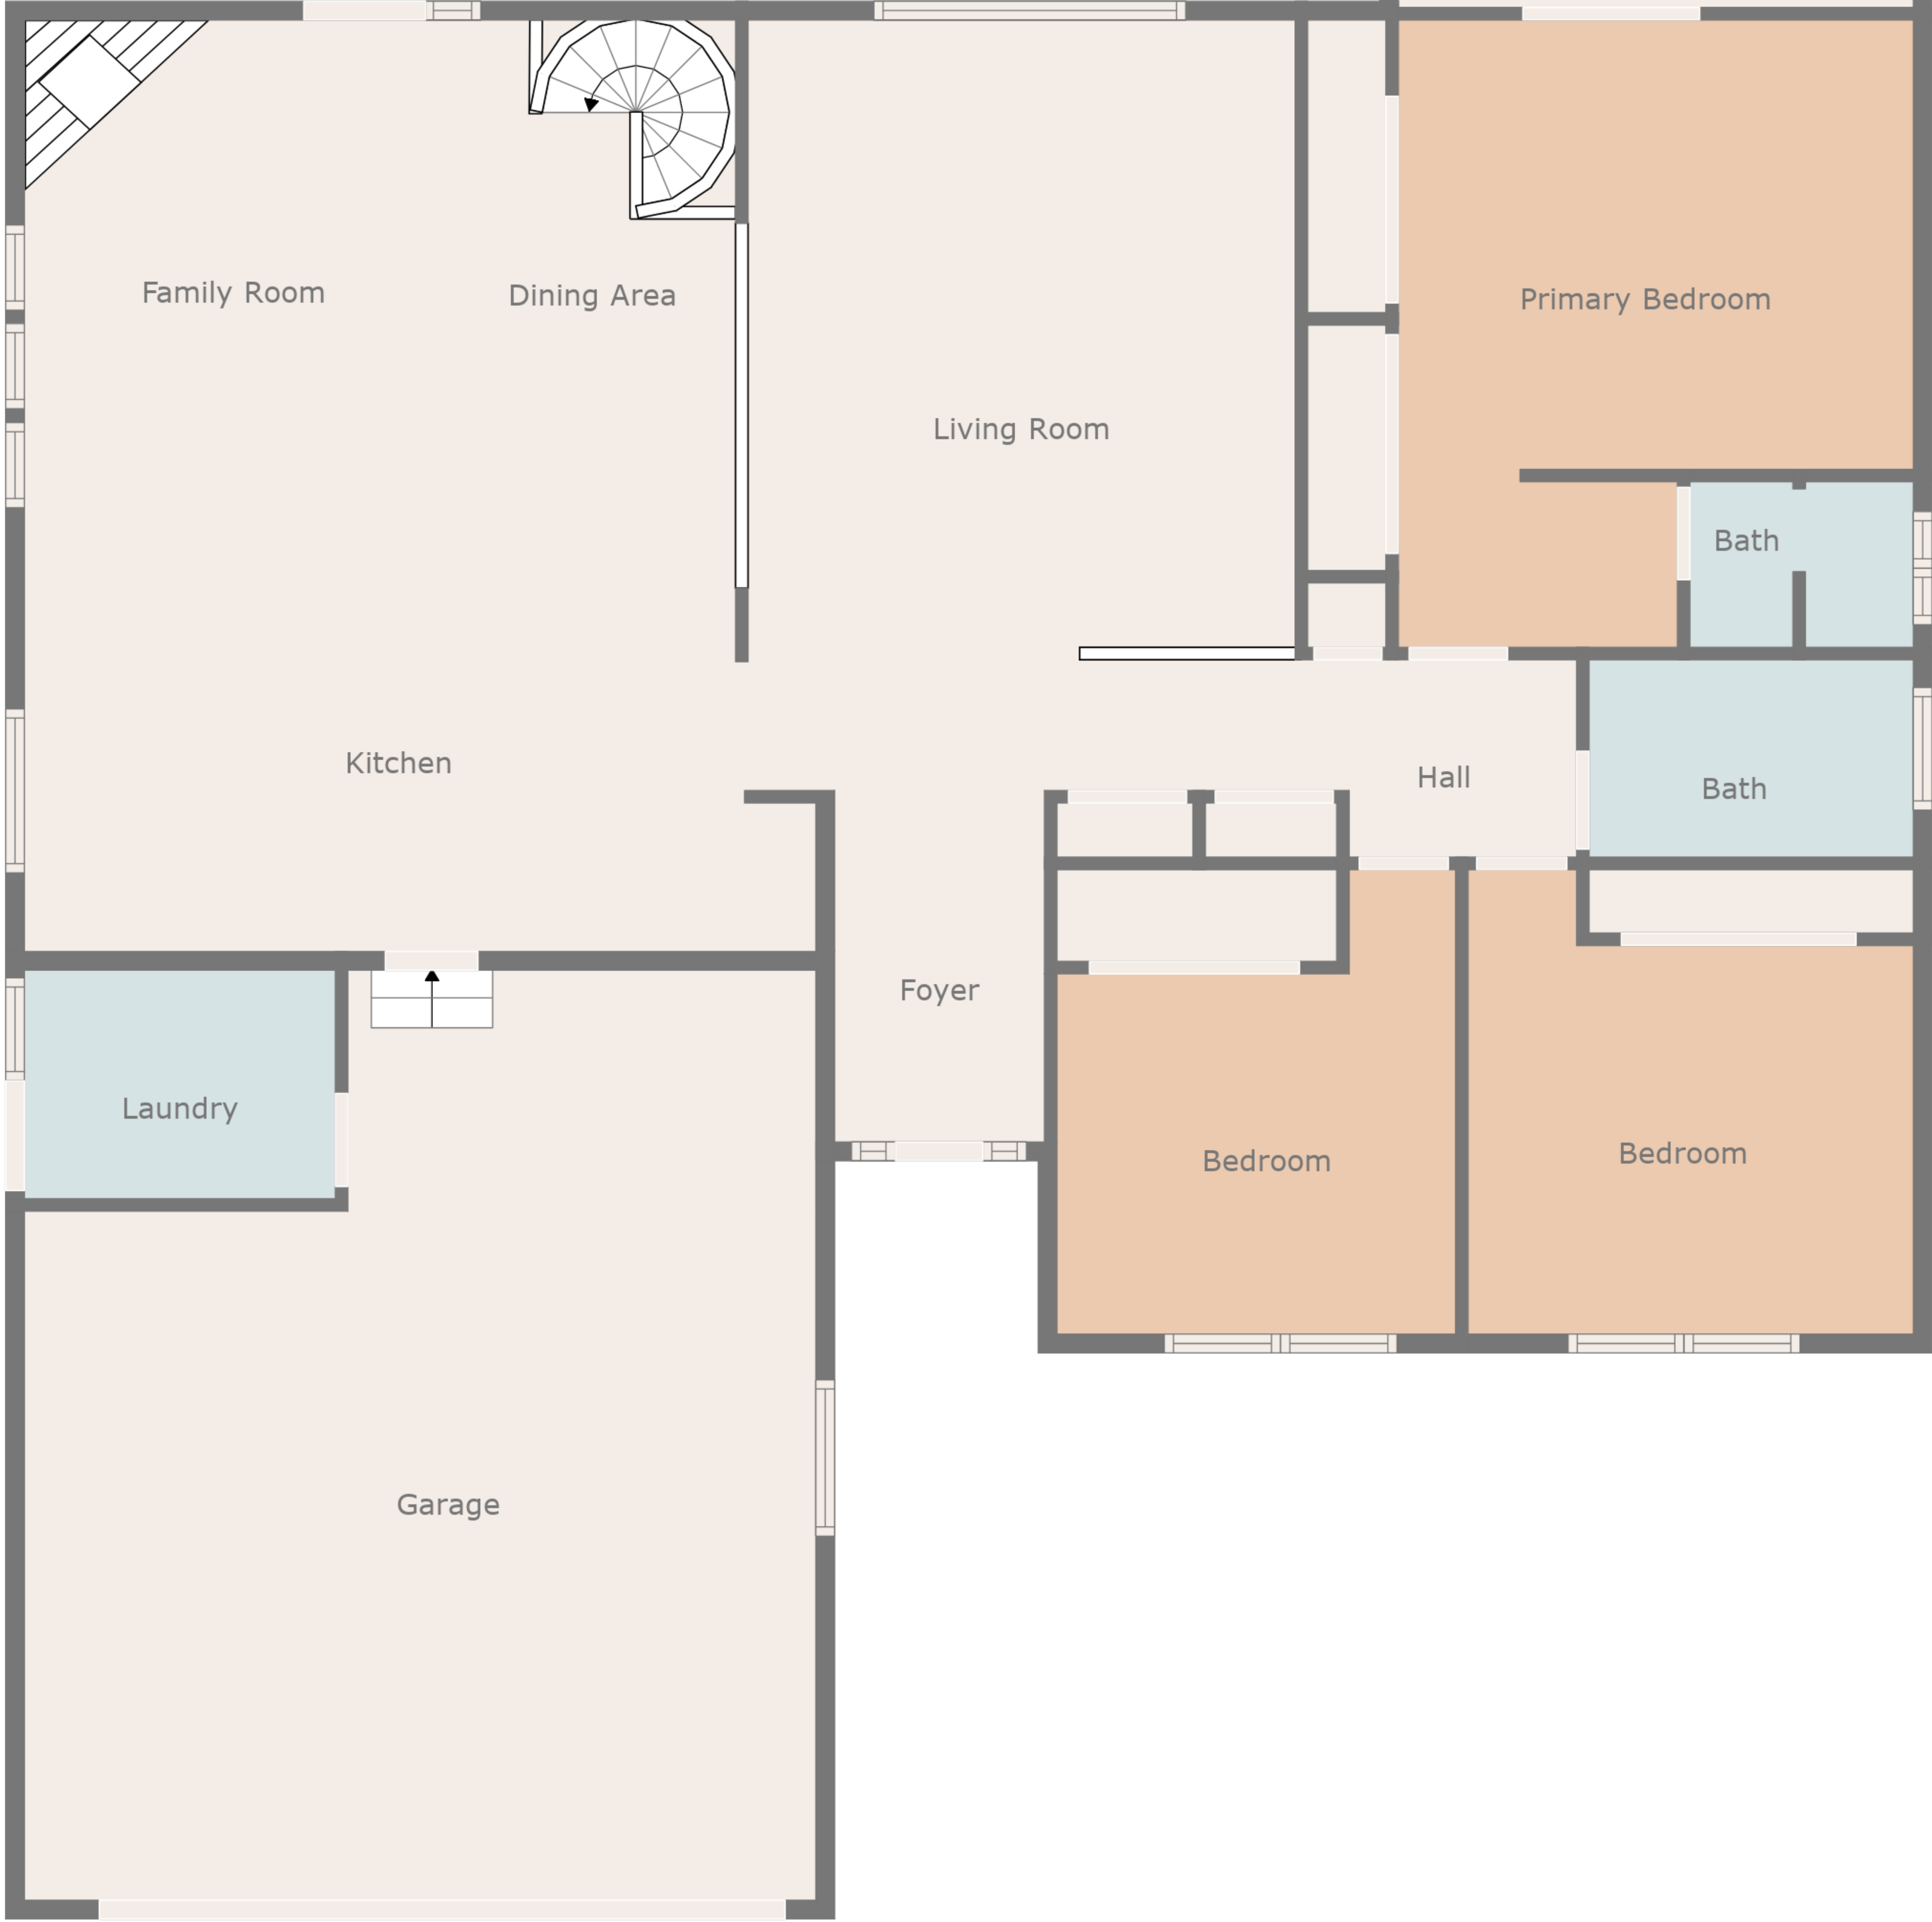 Family Room
Dining Area
Primary Bedroom
Living Room
Bath
Kitchen
Hall
Bath
Foyer
Laundry
Bedroom
Bedroom
Garage